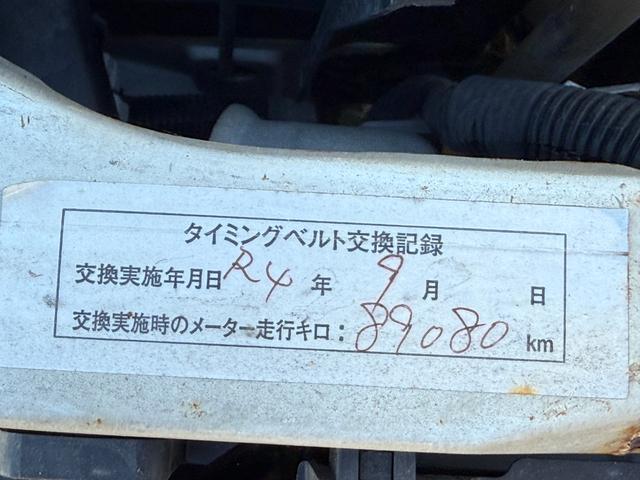 タイミングベルト交換記録
交換実施年月日 R4 年 9 月 日
交換実施時のメーター走行キロ：89080 km